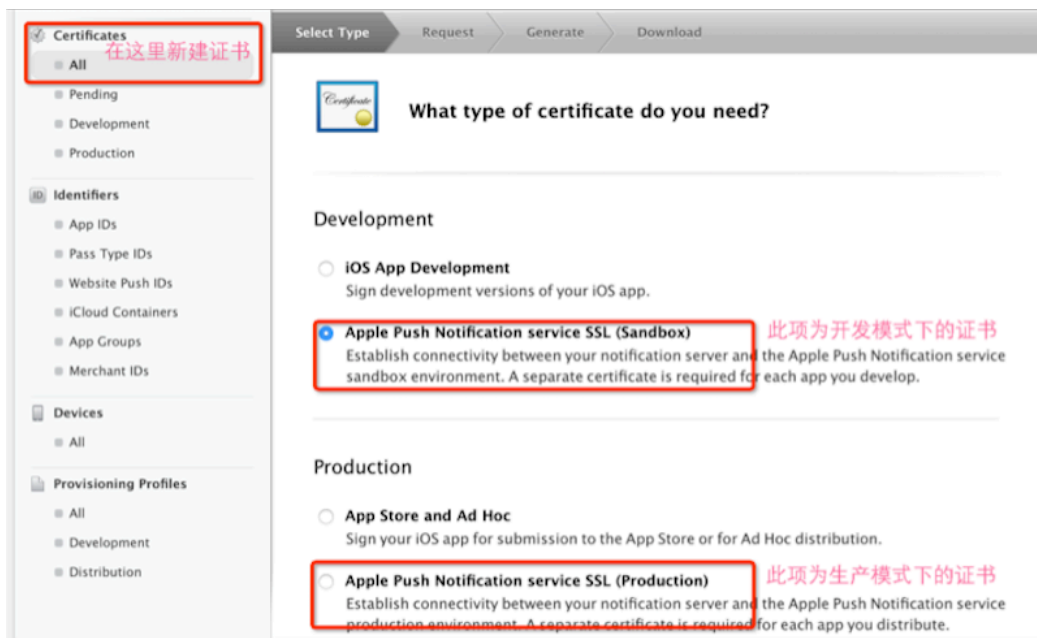 Certificates
在这里新建证书
All
Pending
Development
Production
ID
Identifiers
App IDs
Pass Type IDs
Website Push IDs
iCloud Containers
App Groups
Merchant IDs
Devices
All
Provisioning Profiles
All
Development
Distribution
Select Type
Request
Generate
Download
Certificate
What type of certificate do you need?
Development
iOS App Development
Sign development versions of your iOS app.
Apple Push Notification service SSL (Sandbox)
此项为开发模式下的证书
Establish connectivity between your notification server and the Apple Push Notification service
sandbox environment. A separate certificate is required for each app you develop.
Production
App Store and Ad Hoc
Sign your iOS app for submission to the App Store or for Ad Hoc distribution.
Apple Push Notification service SSL (Production)
此项为生产模式下的证书
Establish connectivity between your notification server and the Apple Push Notification service
production environment. A separate certificate is required for each app you distribute.